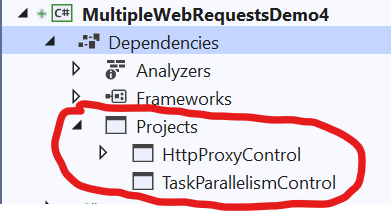 C# MultipleWebRequestsDemo4
Dependencies
Analyzers
Frameworks
Projects
HttpProxyControl
TaskParallelismControl